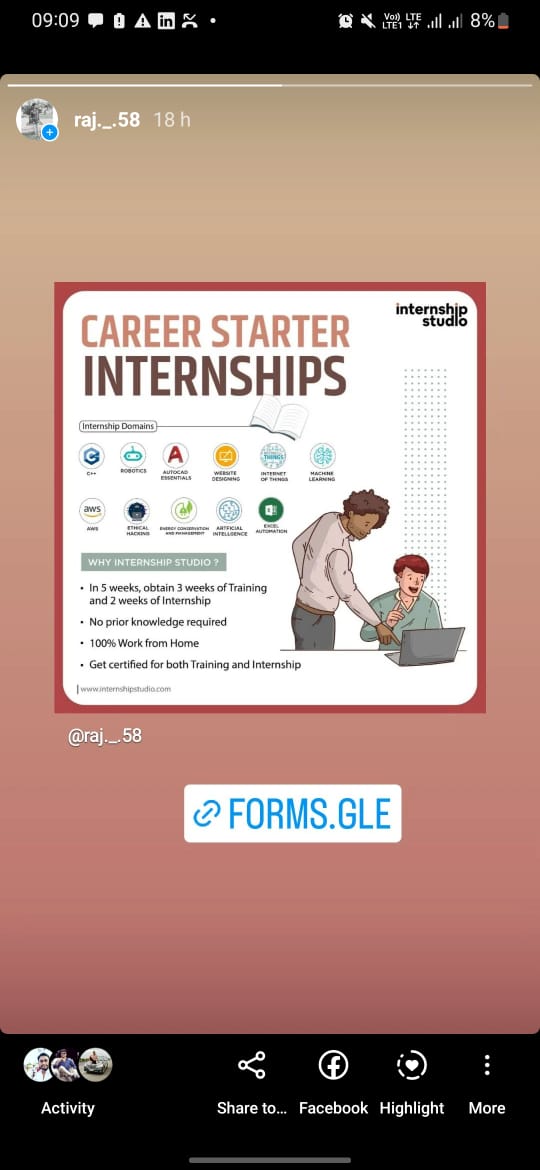 09:09
Vo) LTE
LTE1
8%
raj._.58 18 h
internship
studio
CAREER STARTER
INTERNSHIPS
Internship Domains
C++
ROBOTICS
AUTOCAD
ESSENTIALS
WEBSITE
DESIGNING
THINGS
INTERNET
OF THINGS
MACHINE
LEARNING
aws
AWS
ETHICAL
HACKING
ENERGY CONSERVATION
AND MANAGEMENT
ARTFICIAL
INTELLIGENCE
EXCEL
AUTOMATION
WHY INTERNSHIP STUDIO ?
• In 5 weeks, obtain 3 weeks of Training
and 2 weeks of Internship
• No prior knowledge required
• 100% Work from Home
• Get certified for both Training and Internship
www.internshipstudio.com
@raj._.58
FORMS.GLE
Activity
Share to...
Facebook
Highlight
More